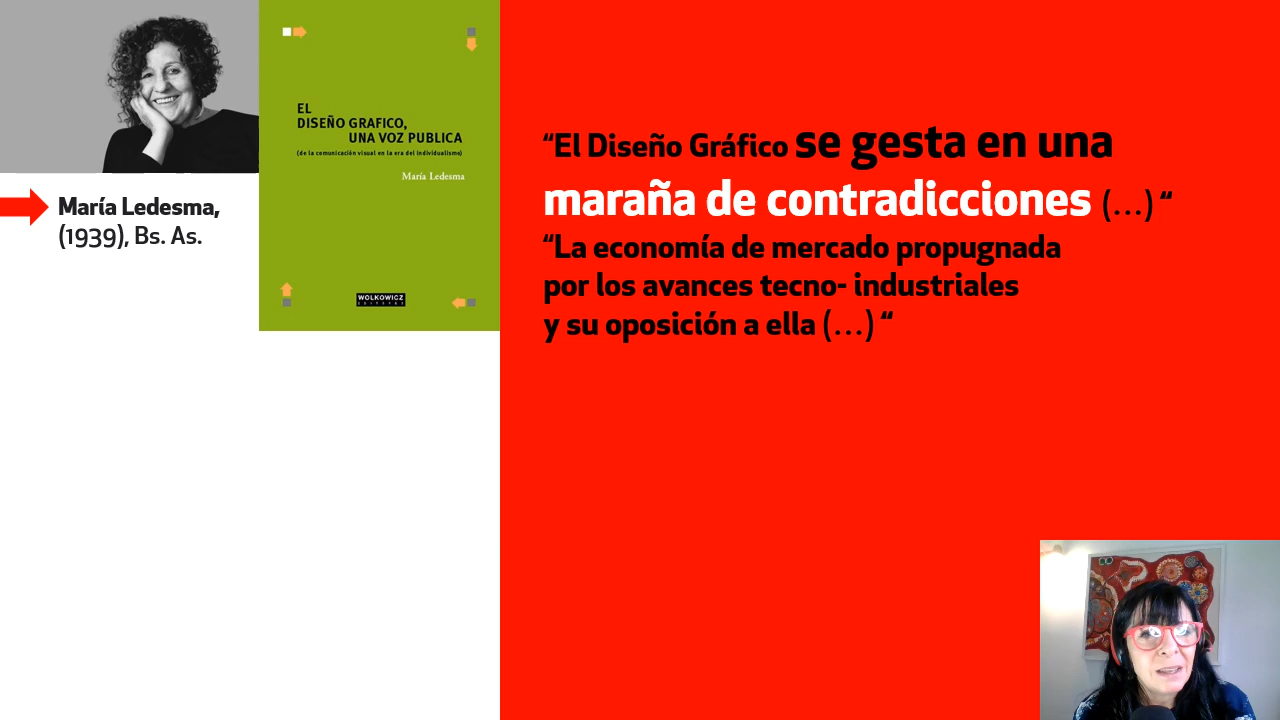 María Ledesma,
(1939), Bs. As.
EL
DISEÑO GRAFICO,
UNA VOZ PUBLICA
(de la comunicación visual en la era del individualismo)
María Ledesma
WOLKOWICZ
EDITORES
“El Diseño Gráfico se gesta en una
maraña de contradicciones (...) “
“La economía de mercado propugnada
por los avances tecno- industriales
y su oposición a ella (...) “